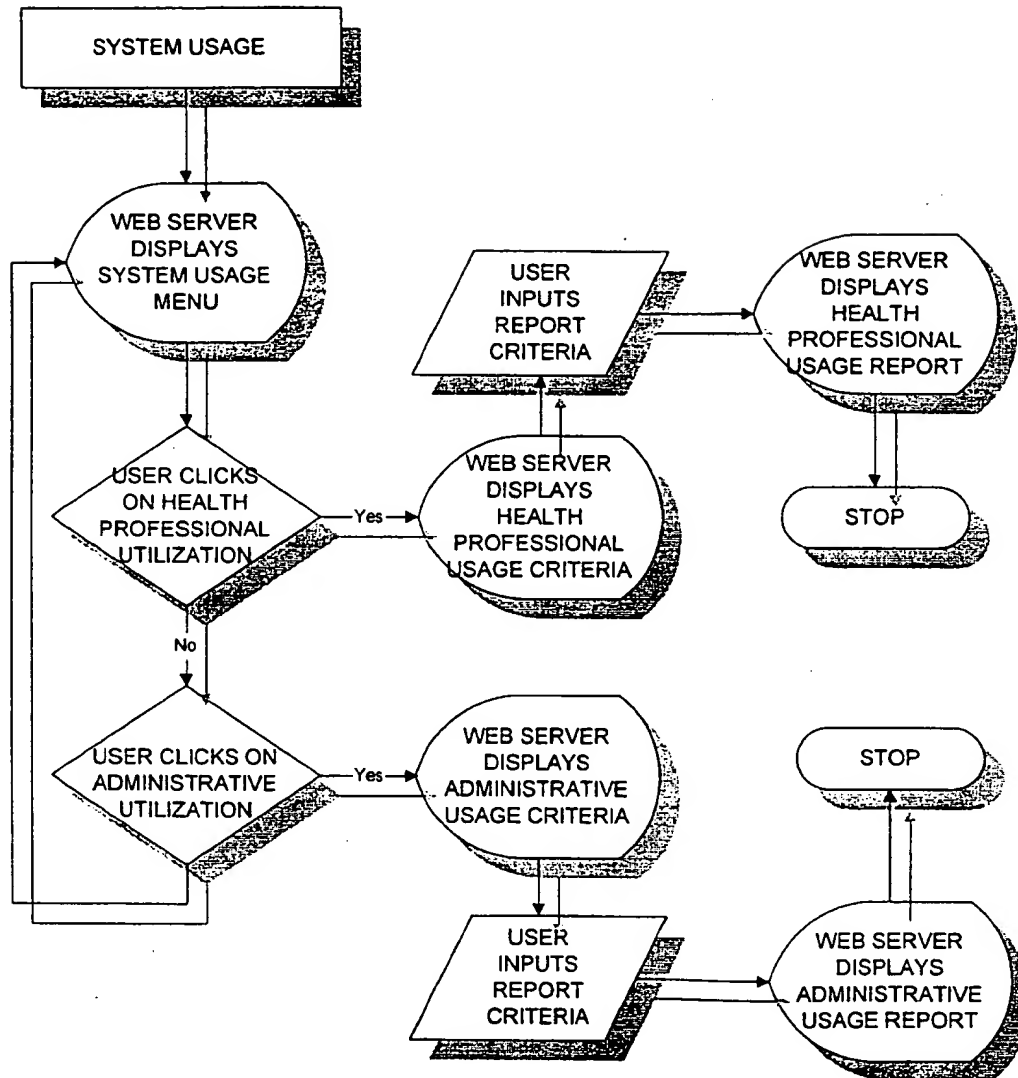 SYSTEM USAGE
WEB SERVER
DISPLAYS
SYSTEM USAGE
MENU
USER CLICKS
ON HEALTH
PROFESSIONAL
UTILIZATION
Yes
WEB SERVER
DISPLAYS
HEALTH
PROFESSIONAL
USAGE CRITERIA
USER
INPUTS
REPORT
CRITERIA
WEB SERVER
DISPLAYS
HEALTH
PROFESSIONAL
USAGE REPORT
STOP
No
USER CLICKS ON
ADMINISTRATIVE
UTILIZATION
Yes
WEB SERVER
DISPLAYS
ADMINISTRATIVE
USAGE CRITERIA
USER
INPUTS
REPORT
CRITERIA
WEB SERVER
DISPLAYS
ADMINISTRATIVE
USAGE REPORT
STOP